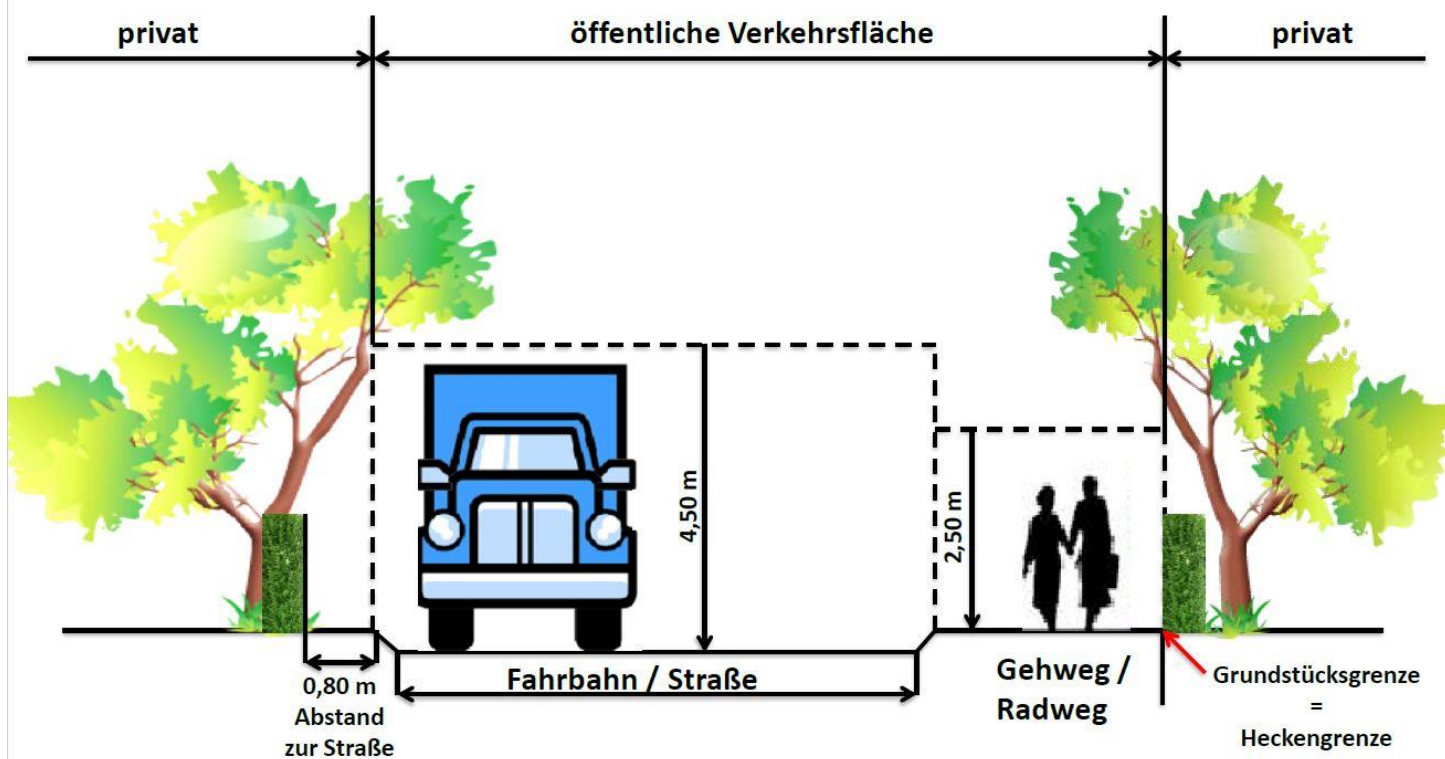 privat
öffentliche Verkehrsfläche
privat
4,50 m
2,50 m
0,80 m
Abstand
zur Straße
Fahrbahn / Straße
Gehweg /
Radweg
Grundstücksgrenze
=
Heckengrenze